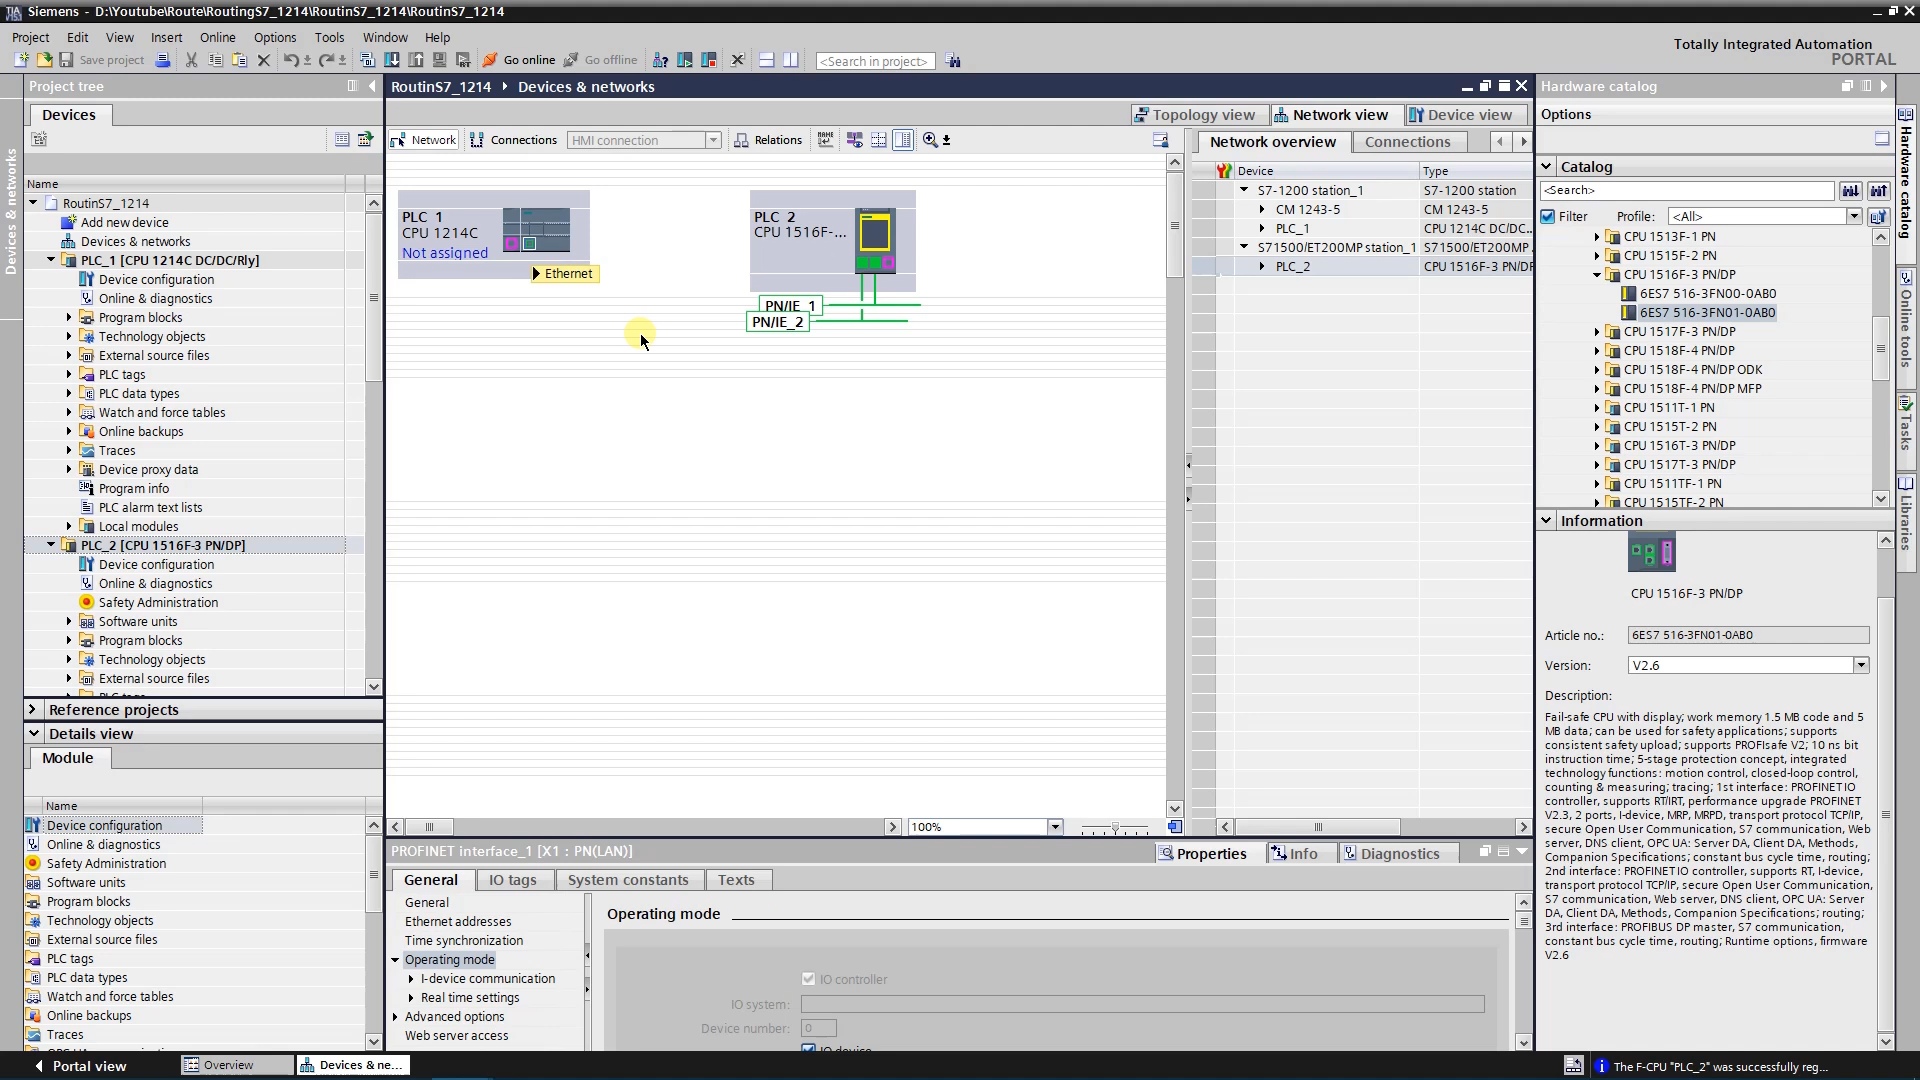 Siemens - D:\Youtube\Route\RoutingS7_1214\RoutinS7_1214\RoutinS7_1214
Project Edit View Insert Online Options Tools Window Help
Totally Integrated Automation
PORTAL
Save project
Go online
Go offline
<Search in project>
Project tree
RoutinS7_1214 Devices & networks
Hardware catalog
Devices
Topology view
Network view
Device view
Options
Network
Connections
HMI connection
Relations
Network overview
Connections
Catalog
Name
Device
Type
<Search>
Filter
Profile:
<All>
RoutinS7_1214
Add new device
Devices & networks
PLC_1 [CPU 1214C DC/DC/Rly]
Device configuration
Online & diagnostics
Program blocks
Technology objects
External source files
PLC tags
PLC data types
Watch and force tables
Online backups
Traces
Device proxy data
Program info
PLC alarm text lists
Local modules
PLC_2 [CPU 1516F-3 PN/DP]
Device configuration
Online & diagnostics
Safety Administration
Software units
Program blocks
Technology objects
External source files
Reference projects
Details view
Module
Name
Device configuration
Online & diagnostics
Safety Administration
Software units
Program blocks
Technology objects
External source files
PLC tags
PLC data types
Watch and force tables
Online backups
Traces
PLC_1
CPU 1214C
Not assigned
Ethernet
PLC_2
CPU 1516F-...
PN/IE_1
PN/IE_2
100%
S7-1200 station_1 S7-1200 station
CM 1243-5 CM 1243-5
PLC_1 CPU 1214C DC/DC...
S71500/ET200MP station_1 S71500/ET200MP
PLC_2 CPU 1516F-3 PN/DP
CPU 1513F-1 PN
CPU 1515F-2 PN
CPU 1516F-3 PN/DP
6ES7 516-3FN00-0AB0
6ES7 516-3FN01-0AB0
CPU 1517F-3 PN/DP
CPU 1518F-4 PN/DP
CPU 1518F-4 PN/DP ODK
CPU 1518F-4 PN/DP MFP
CPU 1511T-1 PN
CPU 1515T-2 PN
CPU 1516T-3 PN/DP
CPU 1517T-3 PN/DP
CPU 1511TF-1 PN
CPU 1515TF-2 PN
Information
CPU 1516F-3 PN/DP
Article no.: 6ES7 516-3FN01-0AB0
Version: V2.6
Description:
Fail-safe CPU with display; work memory 1.5 MB code and 5
MB data; can be used for safety applications; supports
consistent safety upload; supports PROFIsafe V2; 10 ns bit
instruction time; 5-stage protection concept, integrated
technology functions: motion control, closed-loop control,
counting & measuring; tracing; 1st interface: PROFINET IO
controller, supports RT/IRT, performance upgrade PROFINET
V2.3, 2 ports, I-device, MRP, MRPD, transport protocol TCP/IP,
secure Open User Communication, S7 communication, Web
server, DNS client, OPC UA: Server DA, Client DA, Methods,
Companion Specifications; constant bus cycle time, routing;
2nd interface: PROFINET IO controller, supports RT, I-device,
transport protocol TCP/IP, secure Open User Communication,
S7 communication, Web server, DNS client, OPC UA: Server
DA, Client DA, Methods, Companion Specifications; routing;
3rd interface: PROFIBUS DP master, S7 communication,
constant bus cycle time, routing; Runtime options, firmware
V2.6
PROFINET interface_1 [X1 : PN(LAN)]
Properties
Info
Diagnostics
General
IO tags
System constants
Texts
General
Ethernet addresses
Time synchronization
Operating mode
I-device communication
Real time settings
Advanced options
Web server access
Operating mode
IO controller
IO system:
Device number: 0
IO device
Devices & networks
Hardware catalog
Online tools
Tasks
Libraries
Portal view
Overview
Devices & ne...
The F-CPU "PLC_2" was successfully reg...